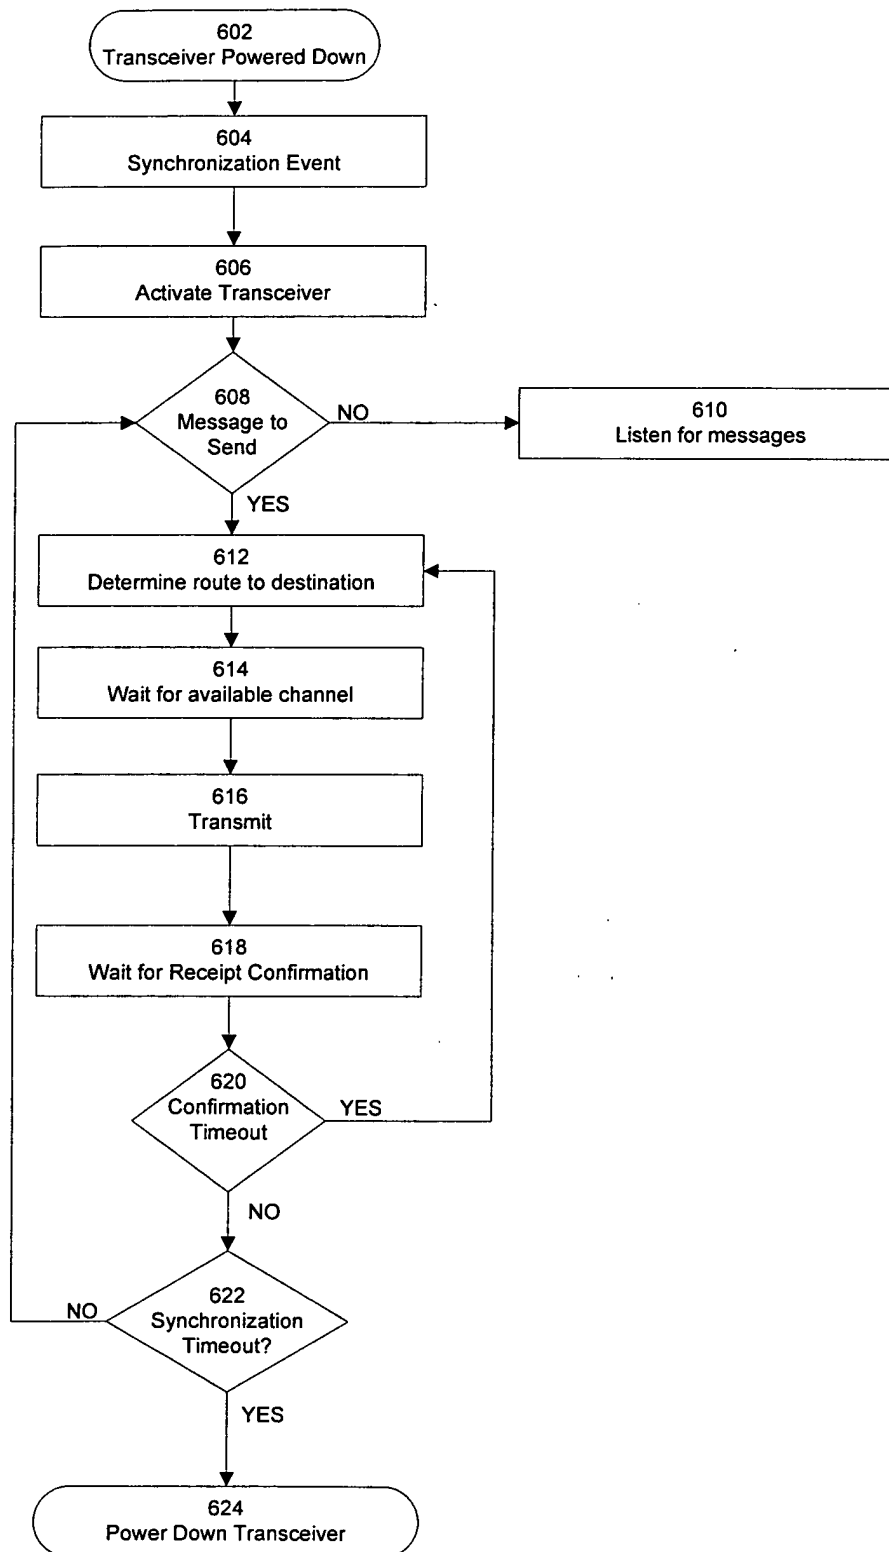 602
Transceiver Powered Down
604
Synchronization Event
606
Activate Transceiver
608
Message to
Send
NO
610
Listen for messages
YES
612
Determine route to destination
614
Wait for available channel
616
Transmit
618
Wait for Receipt Confirmation
620
Confirmation
Timeout
YES
NO
622
Synchronization
Timeout?
NO
YES
624
Power Down Transceiver